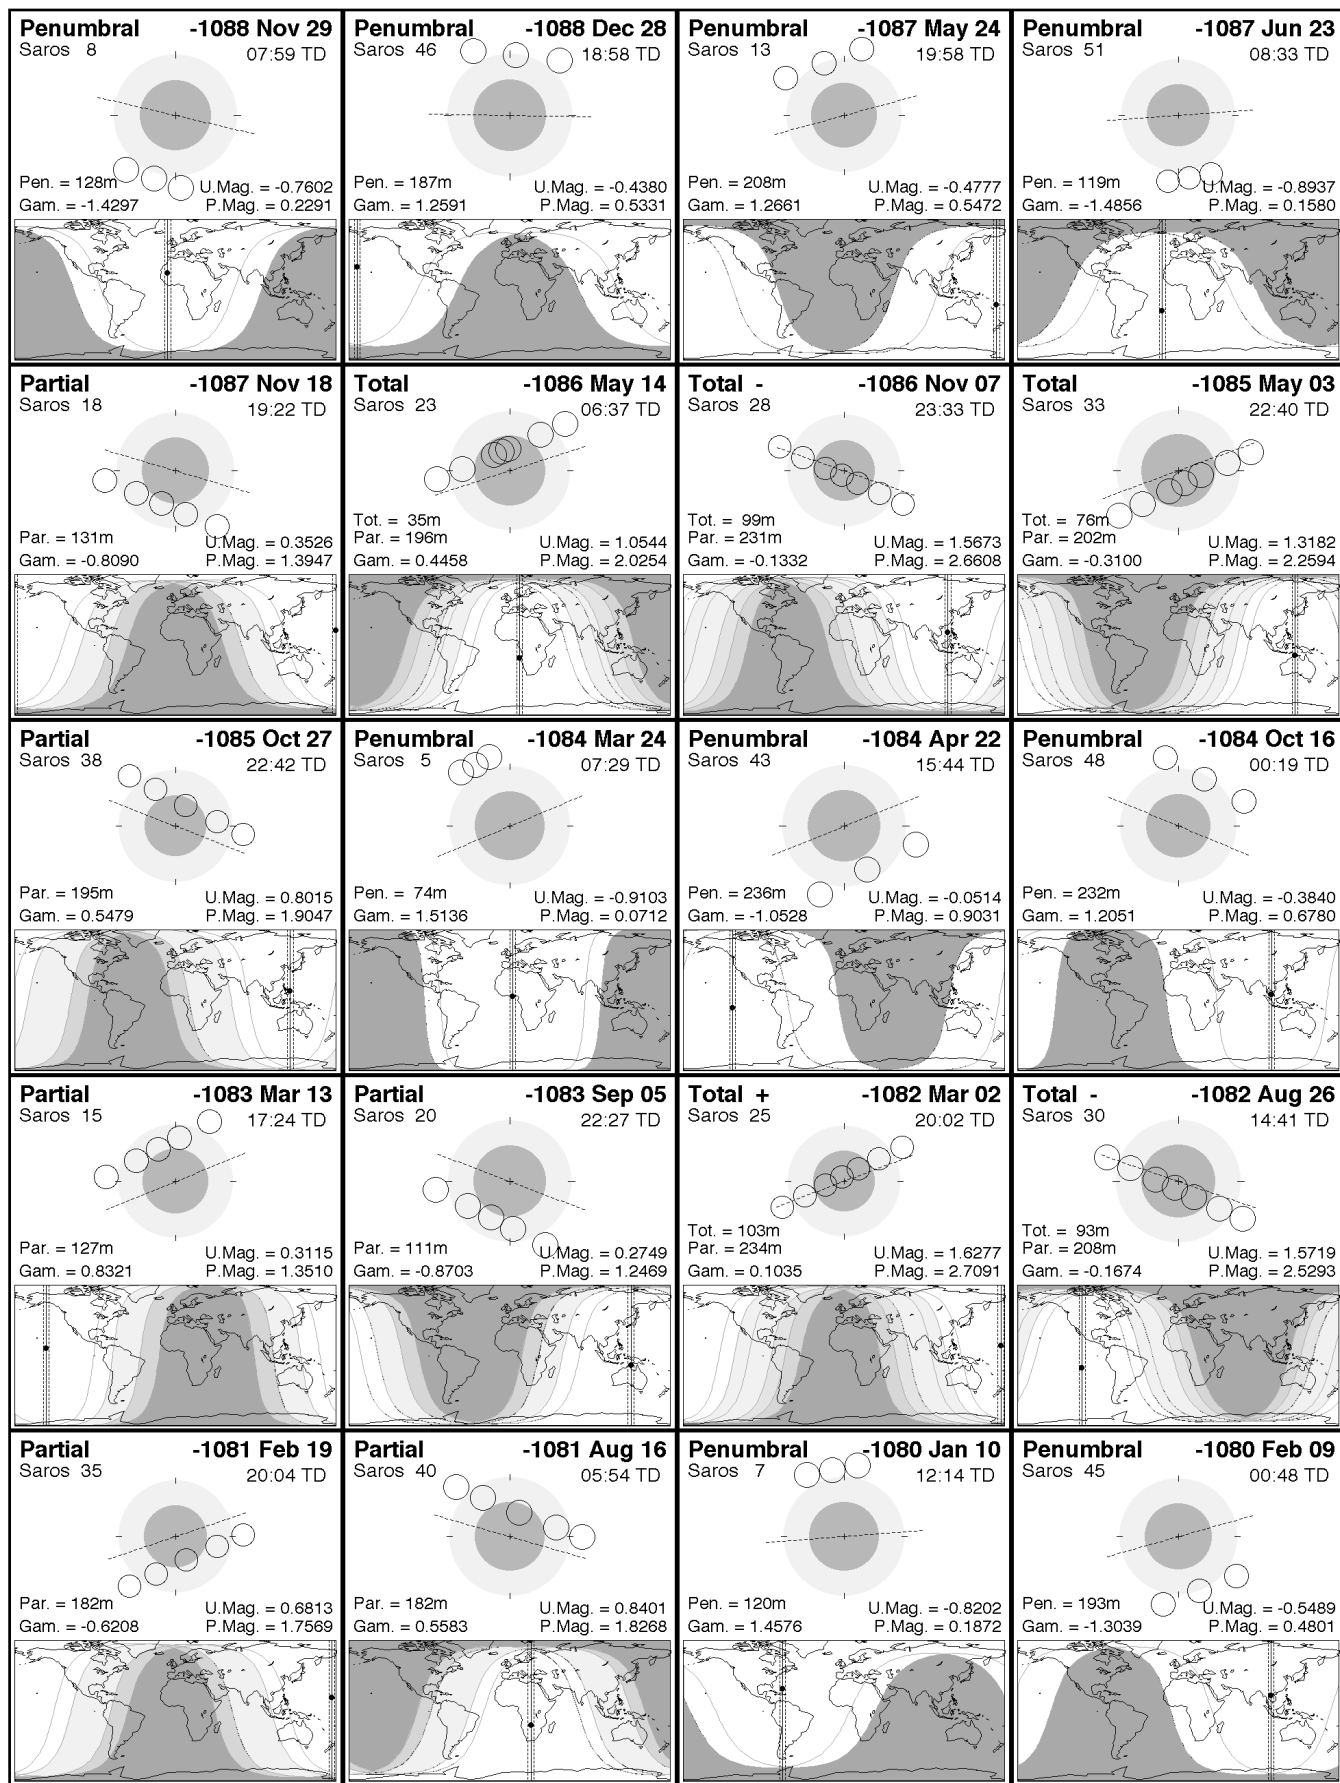 Penumbral -1088 Nov 29
Saros 8 07:59 TD
Pen. = 128m U.Mag. = -0.7602
Gam. = -1.4297 P.Mag. = 0.2291
Penumbral -1088 Dec 28
Saros 46 18:58 TD
Pen. = 187m U.Mag. = -0.4380
Gam. = 1.2591 P.Mag. = 0.5331
Penumbral -1087 May 24
Saros 13 19:58 TD
Pen. = 208m U.Mag. = -0.4777
Gam. = 1.2661 P.Mag. = 0.5472
Penumbral -1087 Jun 23
Saros 51 08:33 TD
Pen. = 119m U.Mag. = -0.8937
Gam. = -1.4856 P.Mag. = 0.1580
Partial -1087 Nov 18
Saros 18 19:22 TD
Par. = 131m U.Mag. = 0.3526
Gam. = -0.8090 P.Mag. = 1.3947
Total -1086 May 14
Saros 23 06:37 TD
Tot. = 35m
Par. = 196m U.Mag. = 1.0544
Gam. = 0.4458 P.Mag. = 2.0254
Total - -1086 Nov 07
Saros 28 23:33 TD
Tot. = 99m
Par. = 231m U.Mag. = 1.5673
Gam. = -0.1332 P.Mag. = 2.6608
Total -1085 May 03
Saros 33 22:40 TD
Tot. = 76m
Par. = 202m U.Mag. = 1.3182
Gam. = -0.3100 P.Mag. = 2.2594
Partial -1085 Oct 27
Saros 38 22:42 TD
Par. = 195m U.Mag. = 0.8015
Gam. = 0.5479 P.Mag. = 1.9047
Penumbral -1084 Mar 24
Saros 5 07:29 TD
Pen. = 74m U.Mag. = -0.9103
Gam. = 1.5136 P.Mag. = 0.0712
Penumbral -1084 Apr 22
Saros 43 15:44 TD
Pen. = 236m U.Mag. = -0.0514
Gam. = -1.0528 P.Mag. = 0.9031
Penumbral -1084 Oct 16
Saros 48 00:19 TD
Pen. = 232m U.Mag. = -0.3840
Gam. = 1.2051 P.Mag. = 0.6780
Partial -1083 Mar 13
Saros 15 17:24 TD
Par. = 127m U.Mag. = 0.3115
Gam. = 0.8321 P.Mag. = 1.3510
Partial -1083 Sep 05
Saros 20 22:27 TD
Par. = 111m U.Mag. = 0.2749
Gam. = -0.8703 P.Mag. = 1.2469
Total + -1082 Mar 02
Saros 25 20:02 TD
Tot. = 103m
Par. = 234m U.Mag. = 1.6277
Gam. = 0.1035 P.Mag. = 2.7091
Total - -1082 Aug 26
Saros 30 14:41 TD
Tot. = 93m
Par. = 208m U.Mag. = 1.5719
Gam. = -0.1674 P.Mag. = 2.5293
Partial -1081 Feb 19
Saros 35 20:04 TD
Par. = 182m U.Mag. = 0.6813
Gam. = -0.6208 P.Mag. = 1.7569
Partial -1081 Aug 16
Saros 40 05:54 TD
Par. = 182m U.Mag. = 0.8401
Gam. = 0.5583 P.Mag. = 1.8268
Penumbral -1080 Jan 10
Saros 7 12:14 TD
Pen. = 120m U.Mag. = -0.8202
Gam. = 1.4576 P.Mag. = 0.1872
Penumbral -1080 Feb 09
Saros 45 00:48 TD
Pen. = 193m U.Mag. = -0.5489
Gam. = -1.3039 P.Mag. = 0.4801